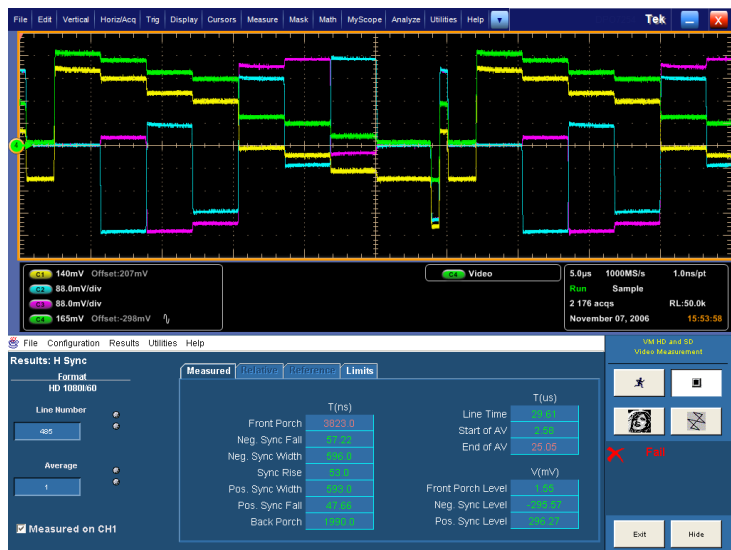 File Edit Vertical Horiz/Acq Trig Display Cursors Measure Mask Math MyScope Analyze Utilities Help Tek X
4
C1 140mV Offset:207mV
C2 88.0mV/div
C3 88.0mV/div
C4 165mV Offset:-298mV
C4 Video
5.0µs 1000MS/s 1.0ns/pt
Run Sample
2 176 acqs RL:50.0k
November 07, 2006 15:53:58
File Configuration Results Utilities Help
VM HD and SD
Video Measurement
Results: H Sync
Format
HD 1080I/60
Line Number
485
Average
1
Measured on CH1
Measured Relative Reference Limits
T(ns)
Front Porch 3823.0
Neg. Sync Fall 57.22
Neg. Sync Width 596.0
Sync Rise 53.0
Pos. Sync Width 593.0
Pos. Sync Fall 47.66
Back Porch 1990.0
T(us)
Line Time 29.61
Start of AV 2.58
End of AV 25.05
V(mV)
Front Porch Level 1.55
Neg. Sync Level -295.57
Pos. Sync Level 296.27
Fail
Exit Hide